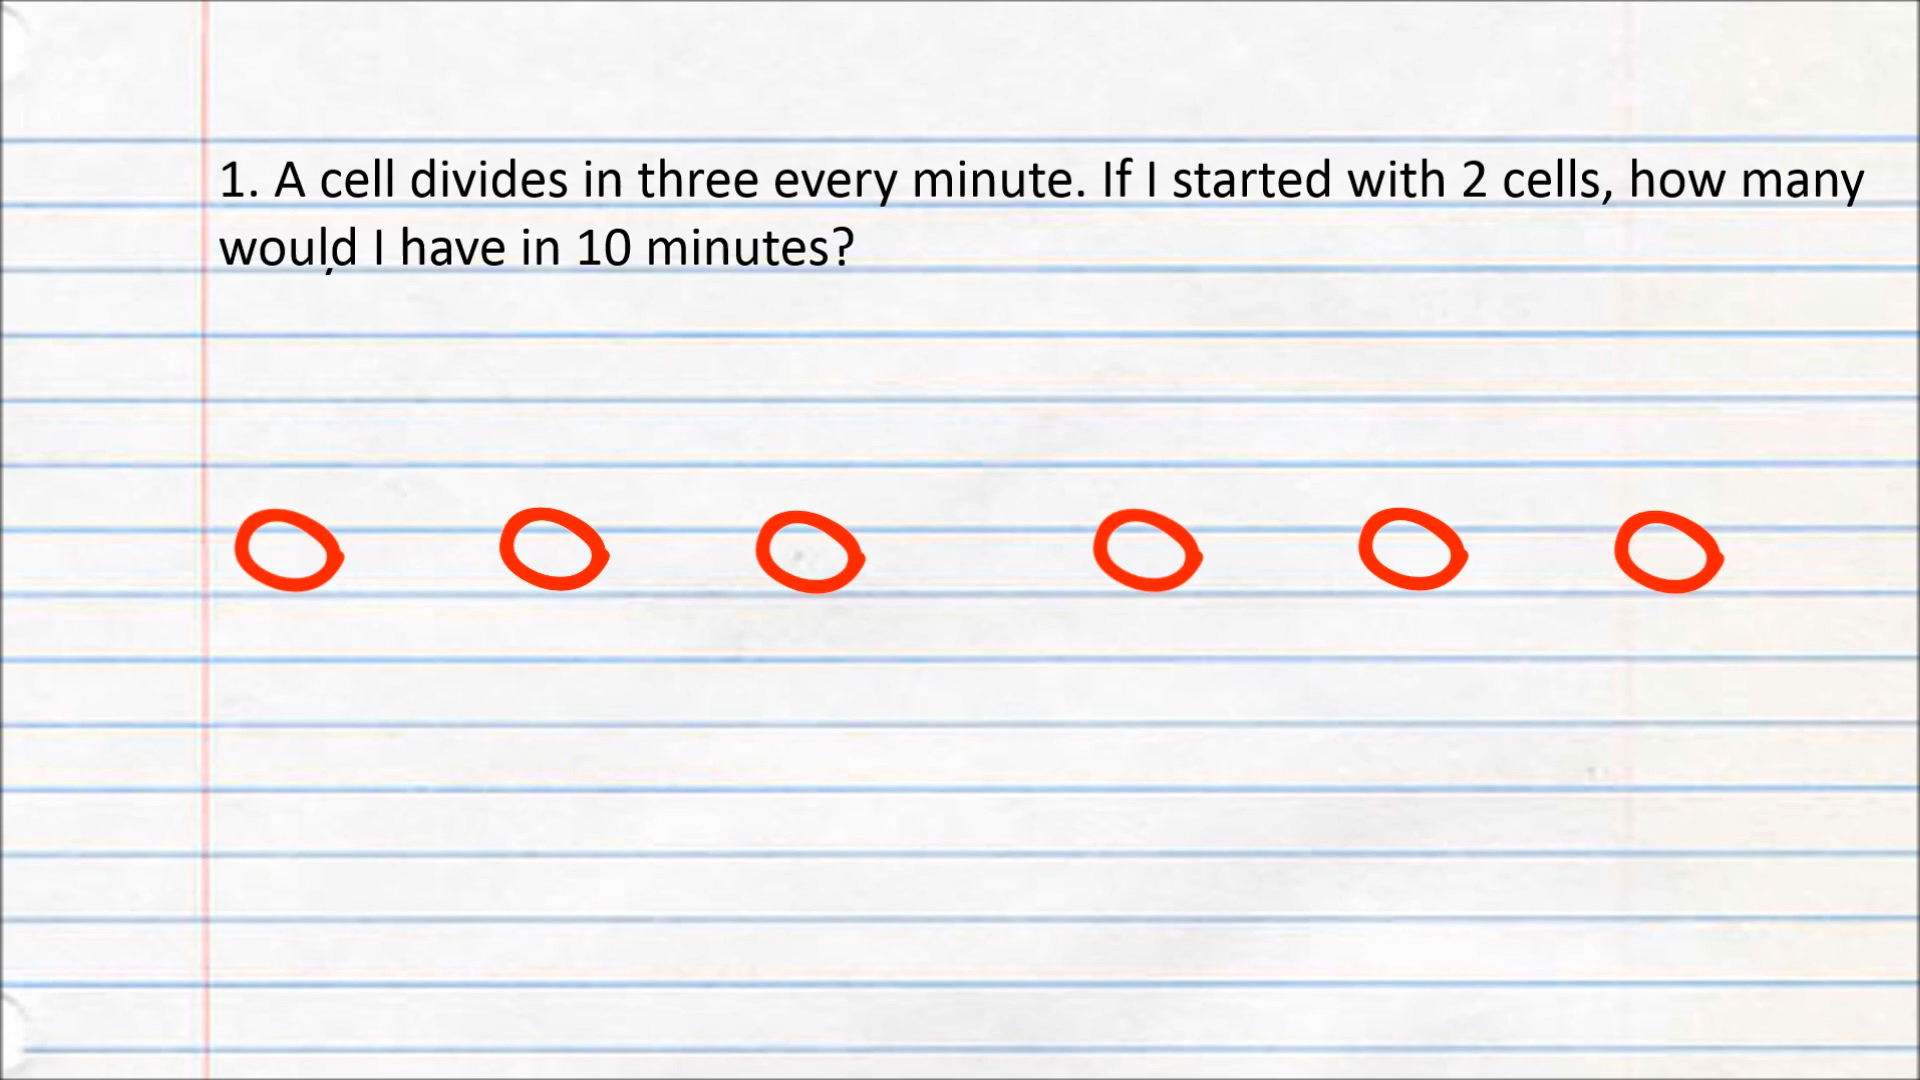 1. A cell divides in three every minute. If I started with 2 cells, how many
would I have in 10 minutes?